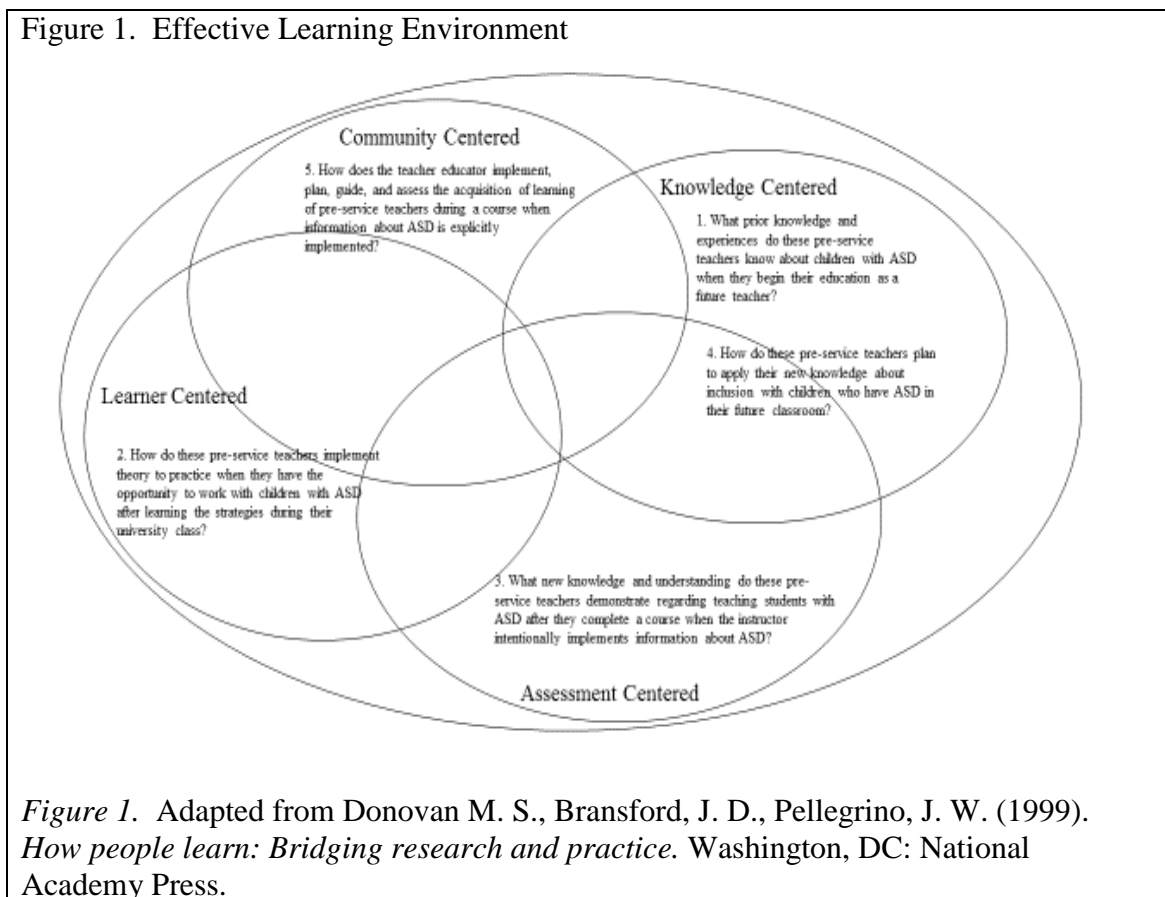 Figure 1.  Effective Learning Environment
Community Centered
5. How does the teacher educator implement,
plan, guide, and assess the acquisition of learning
of pre-service teachers during a course when
information about ASD is explicitly
implemented?
Knowledge Centered
1. What prior knowledge and
experiences do these pre-service
teachers know about children with ASD
when they begin their education as a
future teacher?
4. How do these pre-service teachers plan
to apply their new knowledge about
inclusion with children who have ASD in
their future classroom?
Learner Centered
2. How do these pre-service teachers implement
theory to practice when they have the
opportunity to work with children with ASD
after learning the strategies during their
university class?
3. What new knowledge and understanding do these pre-
service teachers demonstrate regarding teaching students with
ASD after they complete a course when the instructor
intentionally implements information about ASD?
Assessment Centered
Figure 1.  Adapted from Donovan M. S., Bransford, J. D., Pellegrino, J. W. (1999).
How people learn: Bridging research and practice. Washington, DC: National
Academy Press.